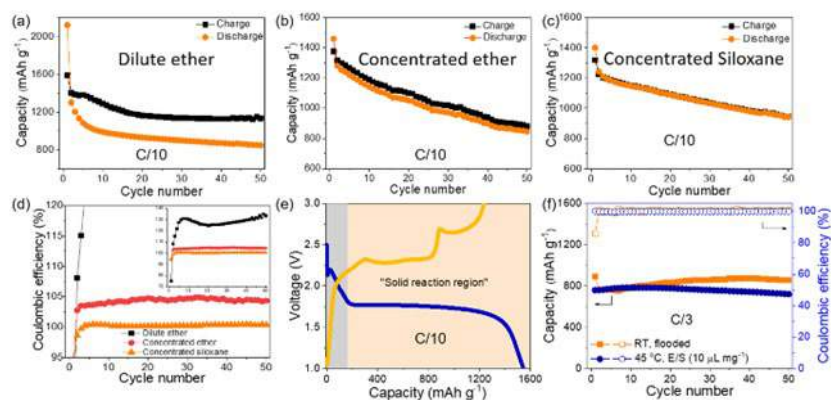 (a)
Charge
Discharge
Dilute ether
C/10
2000
1600
1200
800
0 10 20 30 40 50
Capacity (mAh g⁻¹)
Cycle number
(b)
Charge
Discharge
Concentrated ether
C/10
1600
1400
1200
1000
800
600
0 10 20 30 40 50
Capacity (mAh g⁻¹)
Cycle number
(c)
Charge
Discharge
Concentrated Siloxane
C/10
1600
1400
1200
1000
800
600
0 10 20 30 40 50
Capacity (mAh g⁻¹)
Cycle number
(d)
Coulombic efficiency (%)
120
115
110
105
100
95
0 10 20 30 40 50
Dilute ether
Concentrated ether
Concentrated siloxane
Cycle number
(e)
Voltage (V)
3.0
2.5
2.0
1.5
1.0
"Solid reaction region"
C/10
0 400 800 1200 1600
Capacity (mAh g⁻¹)
(f)
Capacity (mAh g⁻¹)
1600
1200
800
400
0
C/3
RT, flooded
45 °C, E/S (10 μL mg⁻¹)
100
80
60
40
20
0
Coulombic efficiency (%)
0 10 20 30 40 50
Cycle number